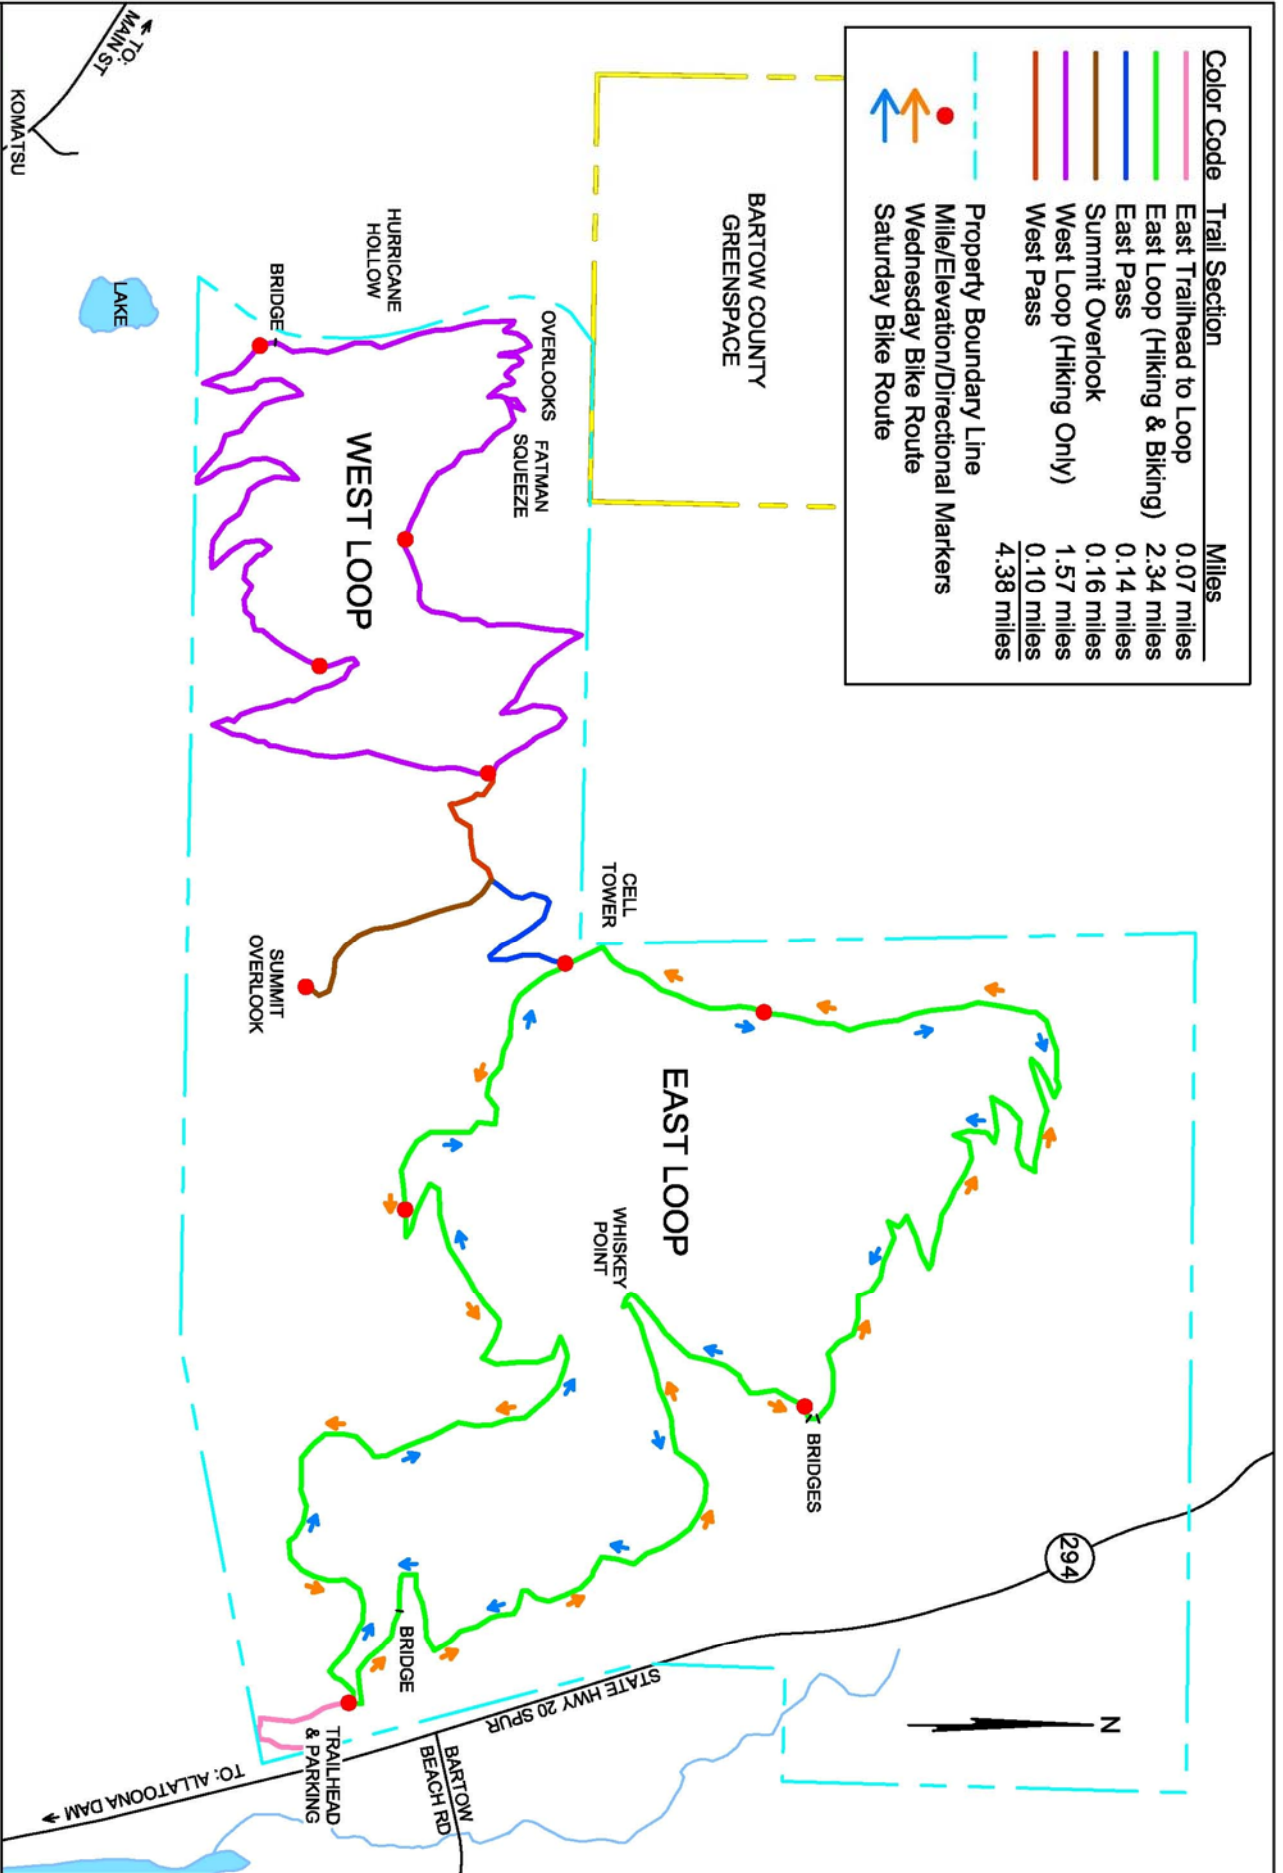 Color Code Trail Section Miles
East Trailhead to Loop 0.07 miles
East Loop (Hiking & Biking) 2.34 miles
East Pass 0.14 miles
Summit Overlook 0.16 miles
West Loop (Hiking Only) 1.57 miles
West Pass 0.10 miles
4.38 miles
Property Boundary Line
Mile/Elevation/Directional Markers
Wednesday Bike Route
Saturday Bike Route
BARTOW COUNTY
GREENSPACE
N
294
BRIDGES
EAST LOOP
WHISKEY
POINT
CELL
TOWER
STATE HWY 20 SPUR
OVERLOOKS
FATMAN
SQUEEZE
HURRICANE
HOLLOW
WEST LOOP
BRIDGE
BRIDGE
BARTOW
BEACH RD
SUMMIT
OVERLOOK
TRAILHEAD
& PARKING
TO: ALLATOONA DAM
LAKE
TO:
MAIN ST
KOMATSU